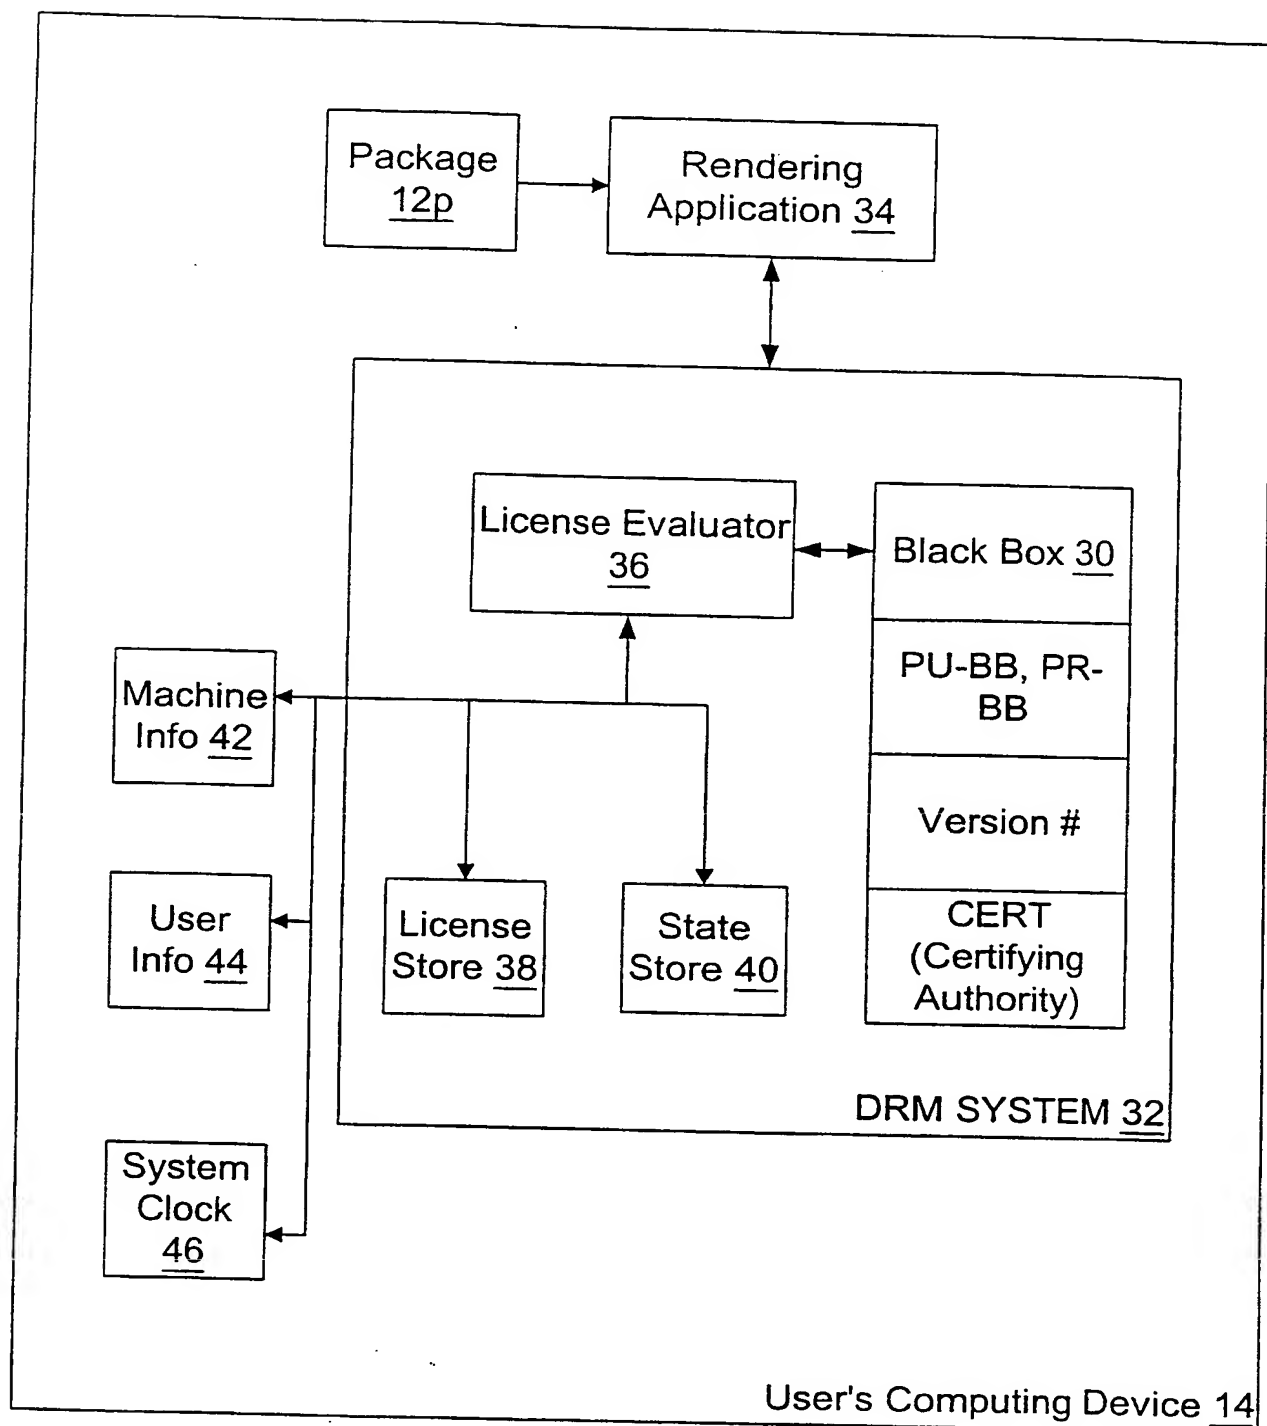 Package
12p
Rendering
Application 34
License Evaluator
36
Black Box 30
PU-BB, PR-
BB
Version #
CERT
(Certifying
Authority)
Machine
Info 42
User
Info 44
System
Clock
46
License
Store 38
State
Store 40
DRM SYSTEM 32
User's Computing Device 14